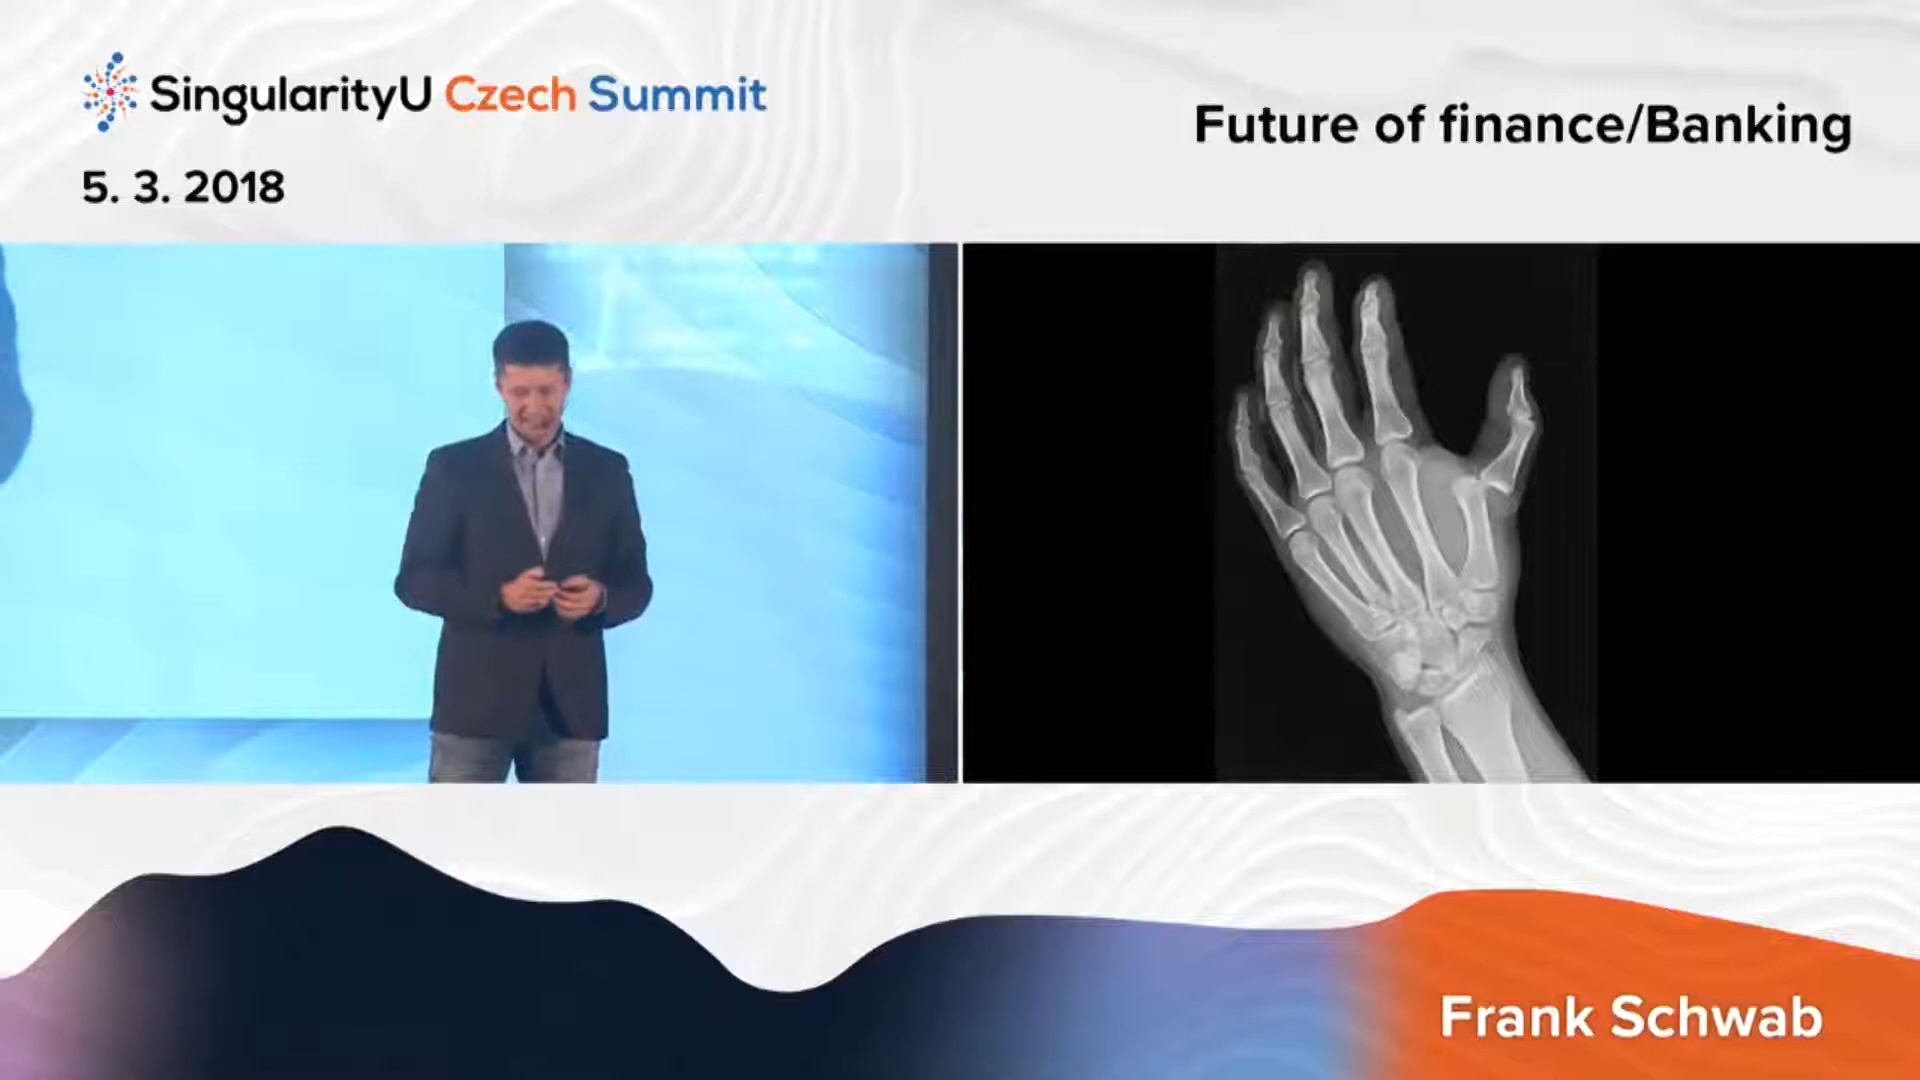 SingularityU Czech Summit
5. 3. 2018
Future of finance/Banking
Frank Schwab